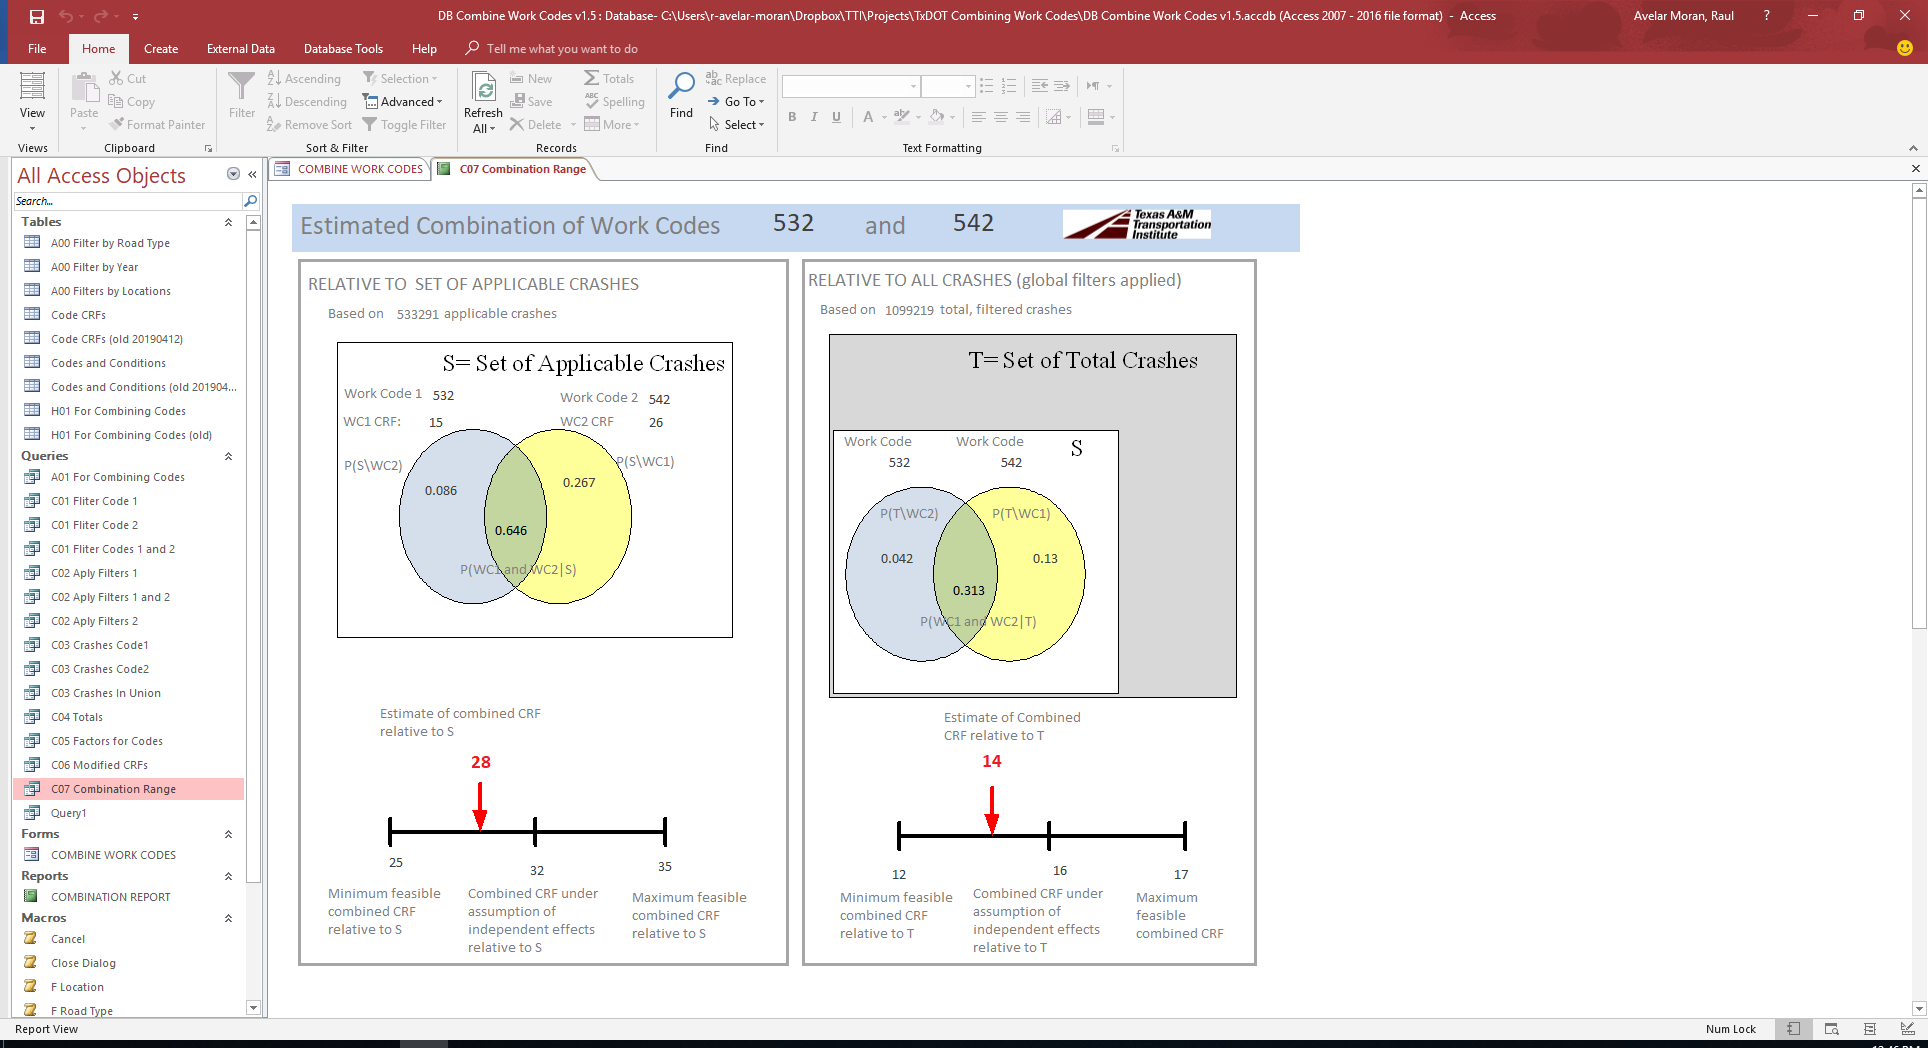 DB Combine Work Codes v1.5 : Database- C:\Users\r-avelar-moran\Dropbox\TTI\Projects\TxDOT Combining Work Codes\DB Combine Work Codes v1.5.accdb (Access 2007 - 2016 file format) - Access
Avelar Moran, Raul
?
File
Home
Create
External Data
Database Tools
Help
Tell me what you want to do
View
Views
Paste
Cut
Copy
Format Painter
Clipboard
Filter
Ascending
Descending
Remove Sort
Selection
Advanced
Toggle Filter
Sort & Filter
Refresh
All
New
Save
Delete
Totals
Spelling
More
Records
Find
Replace
Go To
Select
Find
B I U
A
Text Formatting
All Access Objects
Search...
Tables
A00 Filter by Road Type
A00 Filter by Year
A00 Filters by Locations
Code CRFs
Code CRFs (old 20190412)
Codes and Conditions
Codes and Conditions (old 201904...
H01 For Combining Codes
H01 For Combining Codes (old)
Queries
A01 For Combining Codes
C01 Fliter Code 1
C01 Fliter Code 2
C01 Fliter Codes 1 and 2
C02 Aply Filters 1
C02 Aply Filters 1 and 2
C02 Aply Filters 2
C03 Crashes Code1
C03 Crashes Code2
C03 Crashes In Union
C04 Totals
C05 Factors for Codes
C06 Modified CRFs
C07 Combination Range
Query1
Forms
COMBINE WORK CODES
Reports
COMBINATION REPORT
Macros
Cancel
Close Dialog
F Location
F Road Type
COMBINE WORK CODES
C07 Combination Range
Estimated Combination of Work Codes 532 and 542
Texas A&M
Transportation
Institute
RELATIVE TO SET OF APPLICABLE CRASHES
Based on 533291 applicable crashes
S= Set of Applicable Crashes
Work Code 1 532
Work Code 2 542
WC1 CRF: 15
WC2 CRF 26
P(S\WC2)
P(S\WC1)
0.086
0.267
0.646
P(WC1 and WC2|S)
Estimate of combined CRF
relative to S
28
25
32
35
Minimum feasible
combined CRF
relative to S
Combined CRF under
assumption of
independent effects
relative to S
Maximum feasible
combined CRF
relative to S
RELATIVE TO ALL CRASHES (global filters applied)
Based on 1099219 total, filtered crashes
T= Set of Total Crashes
Work Code
532
Work Code
542
S
P(T\WC2)
P(T\WC1)
0.042
0.13
0.313
P(WC1 and WC2|T)
Estimate of Combined
CRF relative to T
14
12
16
17
Minimum feasible
combined CRF
relative to T
Combined CRF under
assumption of
independent effects
relative to T
Maximum
feasible
combined CRF
Report View
Num Lock